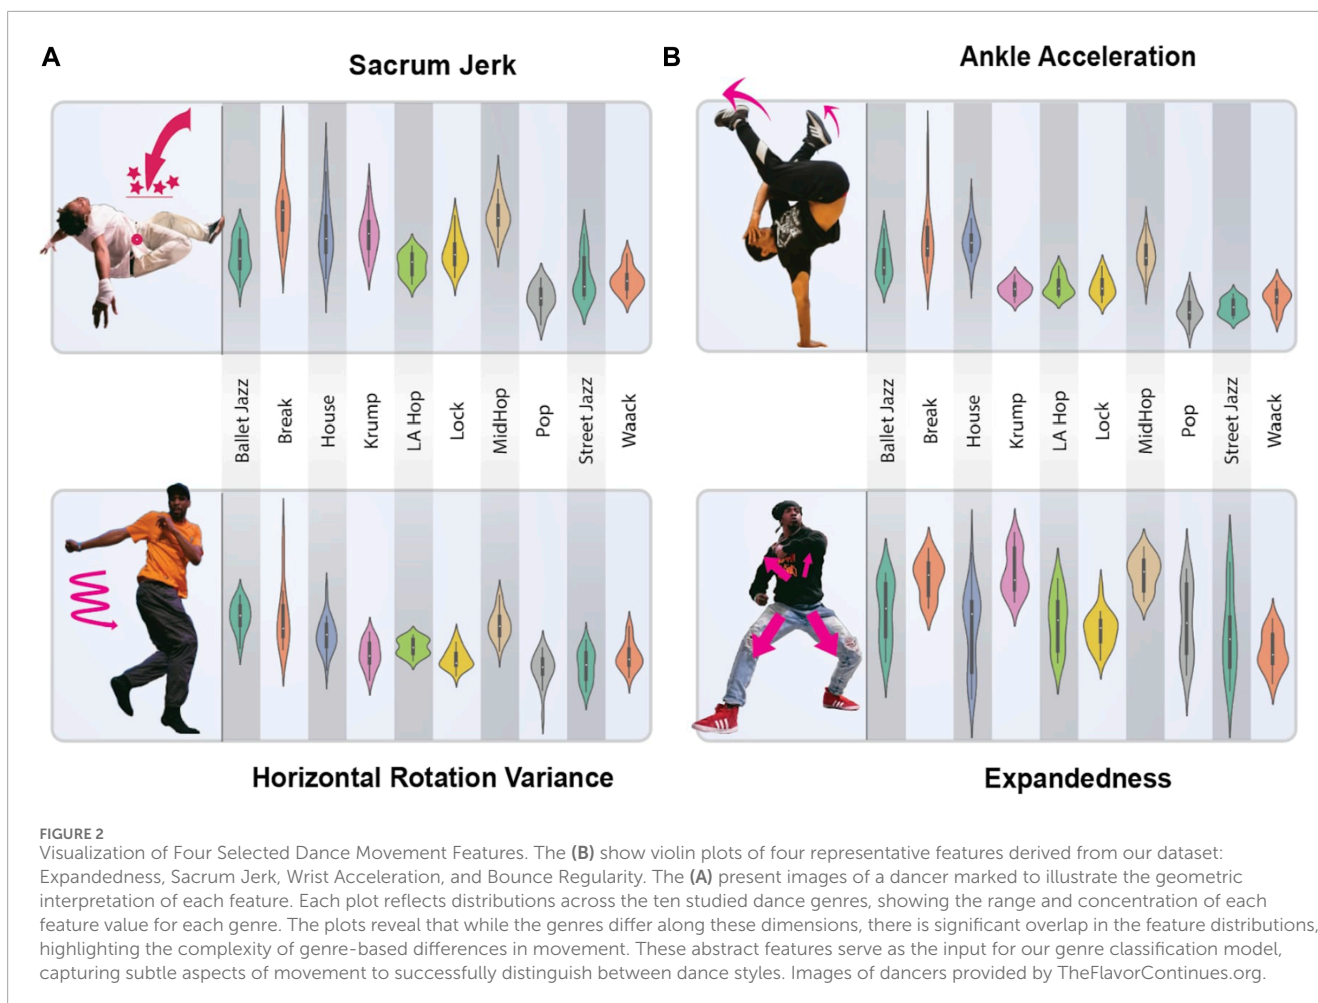 A
Sacrum Jerk
B
Ankle Acceleration
Ballet Jazz
Break
House
Krump
LA Hop
Lock
MidHop
Pop
Street Jazz
Waack
Ballet Jazz
Break
House
Krump
LA Hop
Lock
MidHop
Pop
Street Jazz
Waack
Horizontal Rotation Variance
Expandedness
FIGURE 2
Visualization of Four Selected Dance Movement Features. The (B) show violin plots of four representative features derived from our dataset:
Expandedness, Sacrum Jerk, Wrist Acceleration, and Bounce Regularity. The (A) present images of a dancer marked to illustrate the geometric
interpretation of each feature. Each plot reflects distributions across the ten studied dance genres, showing the range and concentration of each
feature value for each genre. The plots reveal that while the genres differ along these dimensions, there is significant overlap in the feature distributions,
highlighting the complexity of genre-based differences in movement. These abstract features serve as the input for our genre classification model,
capturing subtle aspects of movement to successfully distinguish between dance styles. Images of dancers provided by TheFlavorContinues.org.